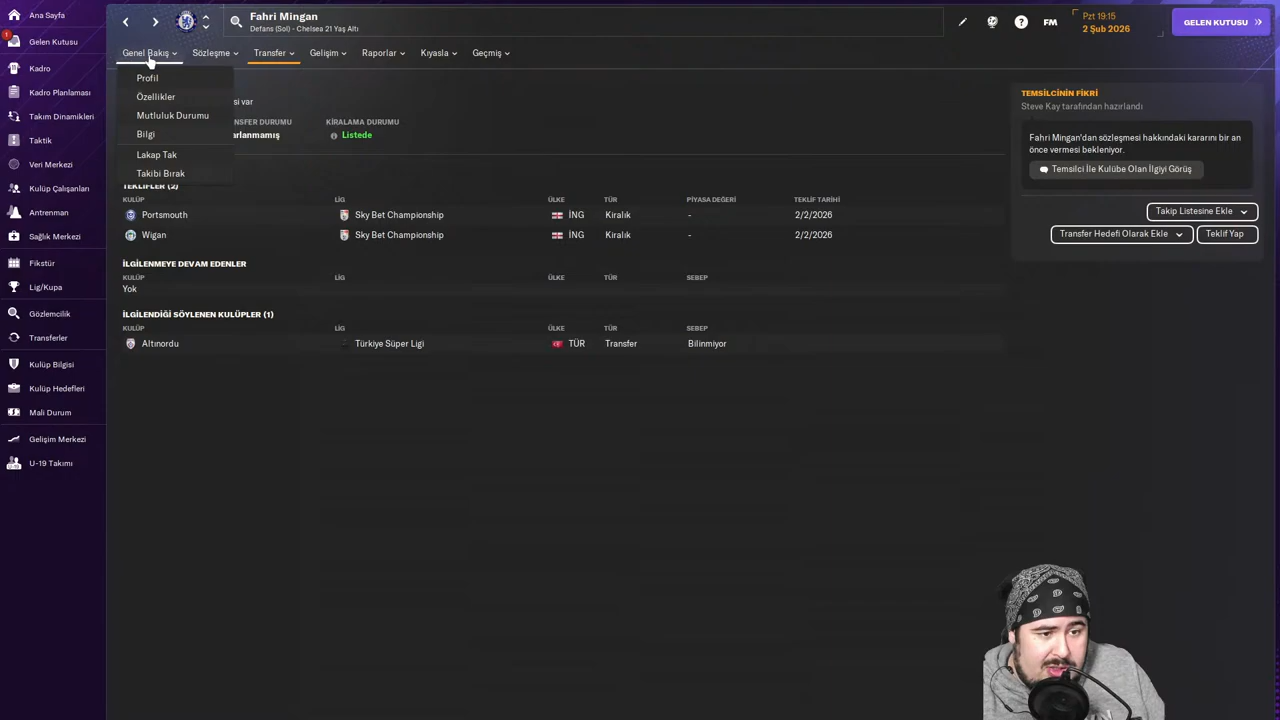 Ana Sayfa
1
Gelen Kutusu
Kadro
Kadro Planlaması
Takım Dinamikleri
Taktik
Veri Merkezi
Kulüp Çalışanları
Antrenman
Sağlık Merkezi
Fikstür
Lig/Kupa
Gözlemcilik
Transferler
Kulüp Bilgisi
Kulüp Hedefleri
Mali Durum
Gelişim Merkezi
U-19 Takımı
Fahri Mingan
Defans (Sol) - Chelsea 21 Yaş Altı
FM
Pzt 19:15
2 Şub 2026
GELEN KUTUSU
Genel Bakış Sözleşme Transfer Gelişim Raporlar Kıyasla Geçmiş
Profil
Özellikler
Mutluluk Durumu
Bilgi
Lakap Tak
Takibi Bırak
si var
NSFER DURUMU KİRALAMA DURUMU
arlanmamış Listede
TEKLİFLER (2)
KULÜP LİG ÜLKE TÜR PİYASA DEĞERİ TEKLİF TARİHİ
Portsmouth Sky Bet Championship İNG Kiralık - 2/2/2026
Wigan Sky Bet Championship İNG Kiralık - 2/2/2026
İLGİLENMEYE DEVAM EDENLER
KULÜP LİG ÜLKE TÜR SEBEP
Yok
İLGİLENDİĞİ SÖYLENEN KULÜPLER (1)
KULÜP LİG ÜLKE TÜR SEBEP
Altınordu Türkiye Süper Ligi TÜR Transfer Bilinmiyor
TEMSİLCİNİN FİKRİ
Steve Kay tarafından hazırlandı
Fahri Mingan'dan sözleşmesi hakkındaki kararını bir an
önce vermesi bekleniyor.
Temsilci İle Kulübe Olan İlgiyi Görüş
Takip Listesine Ekle
Transfer Hedefi Olarak Ekle Teklif Yap